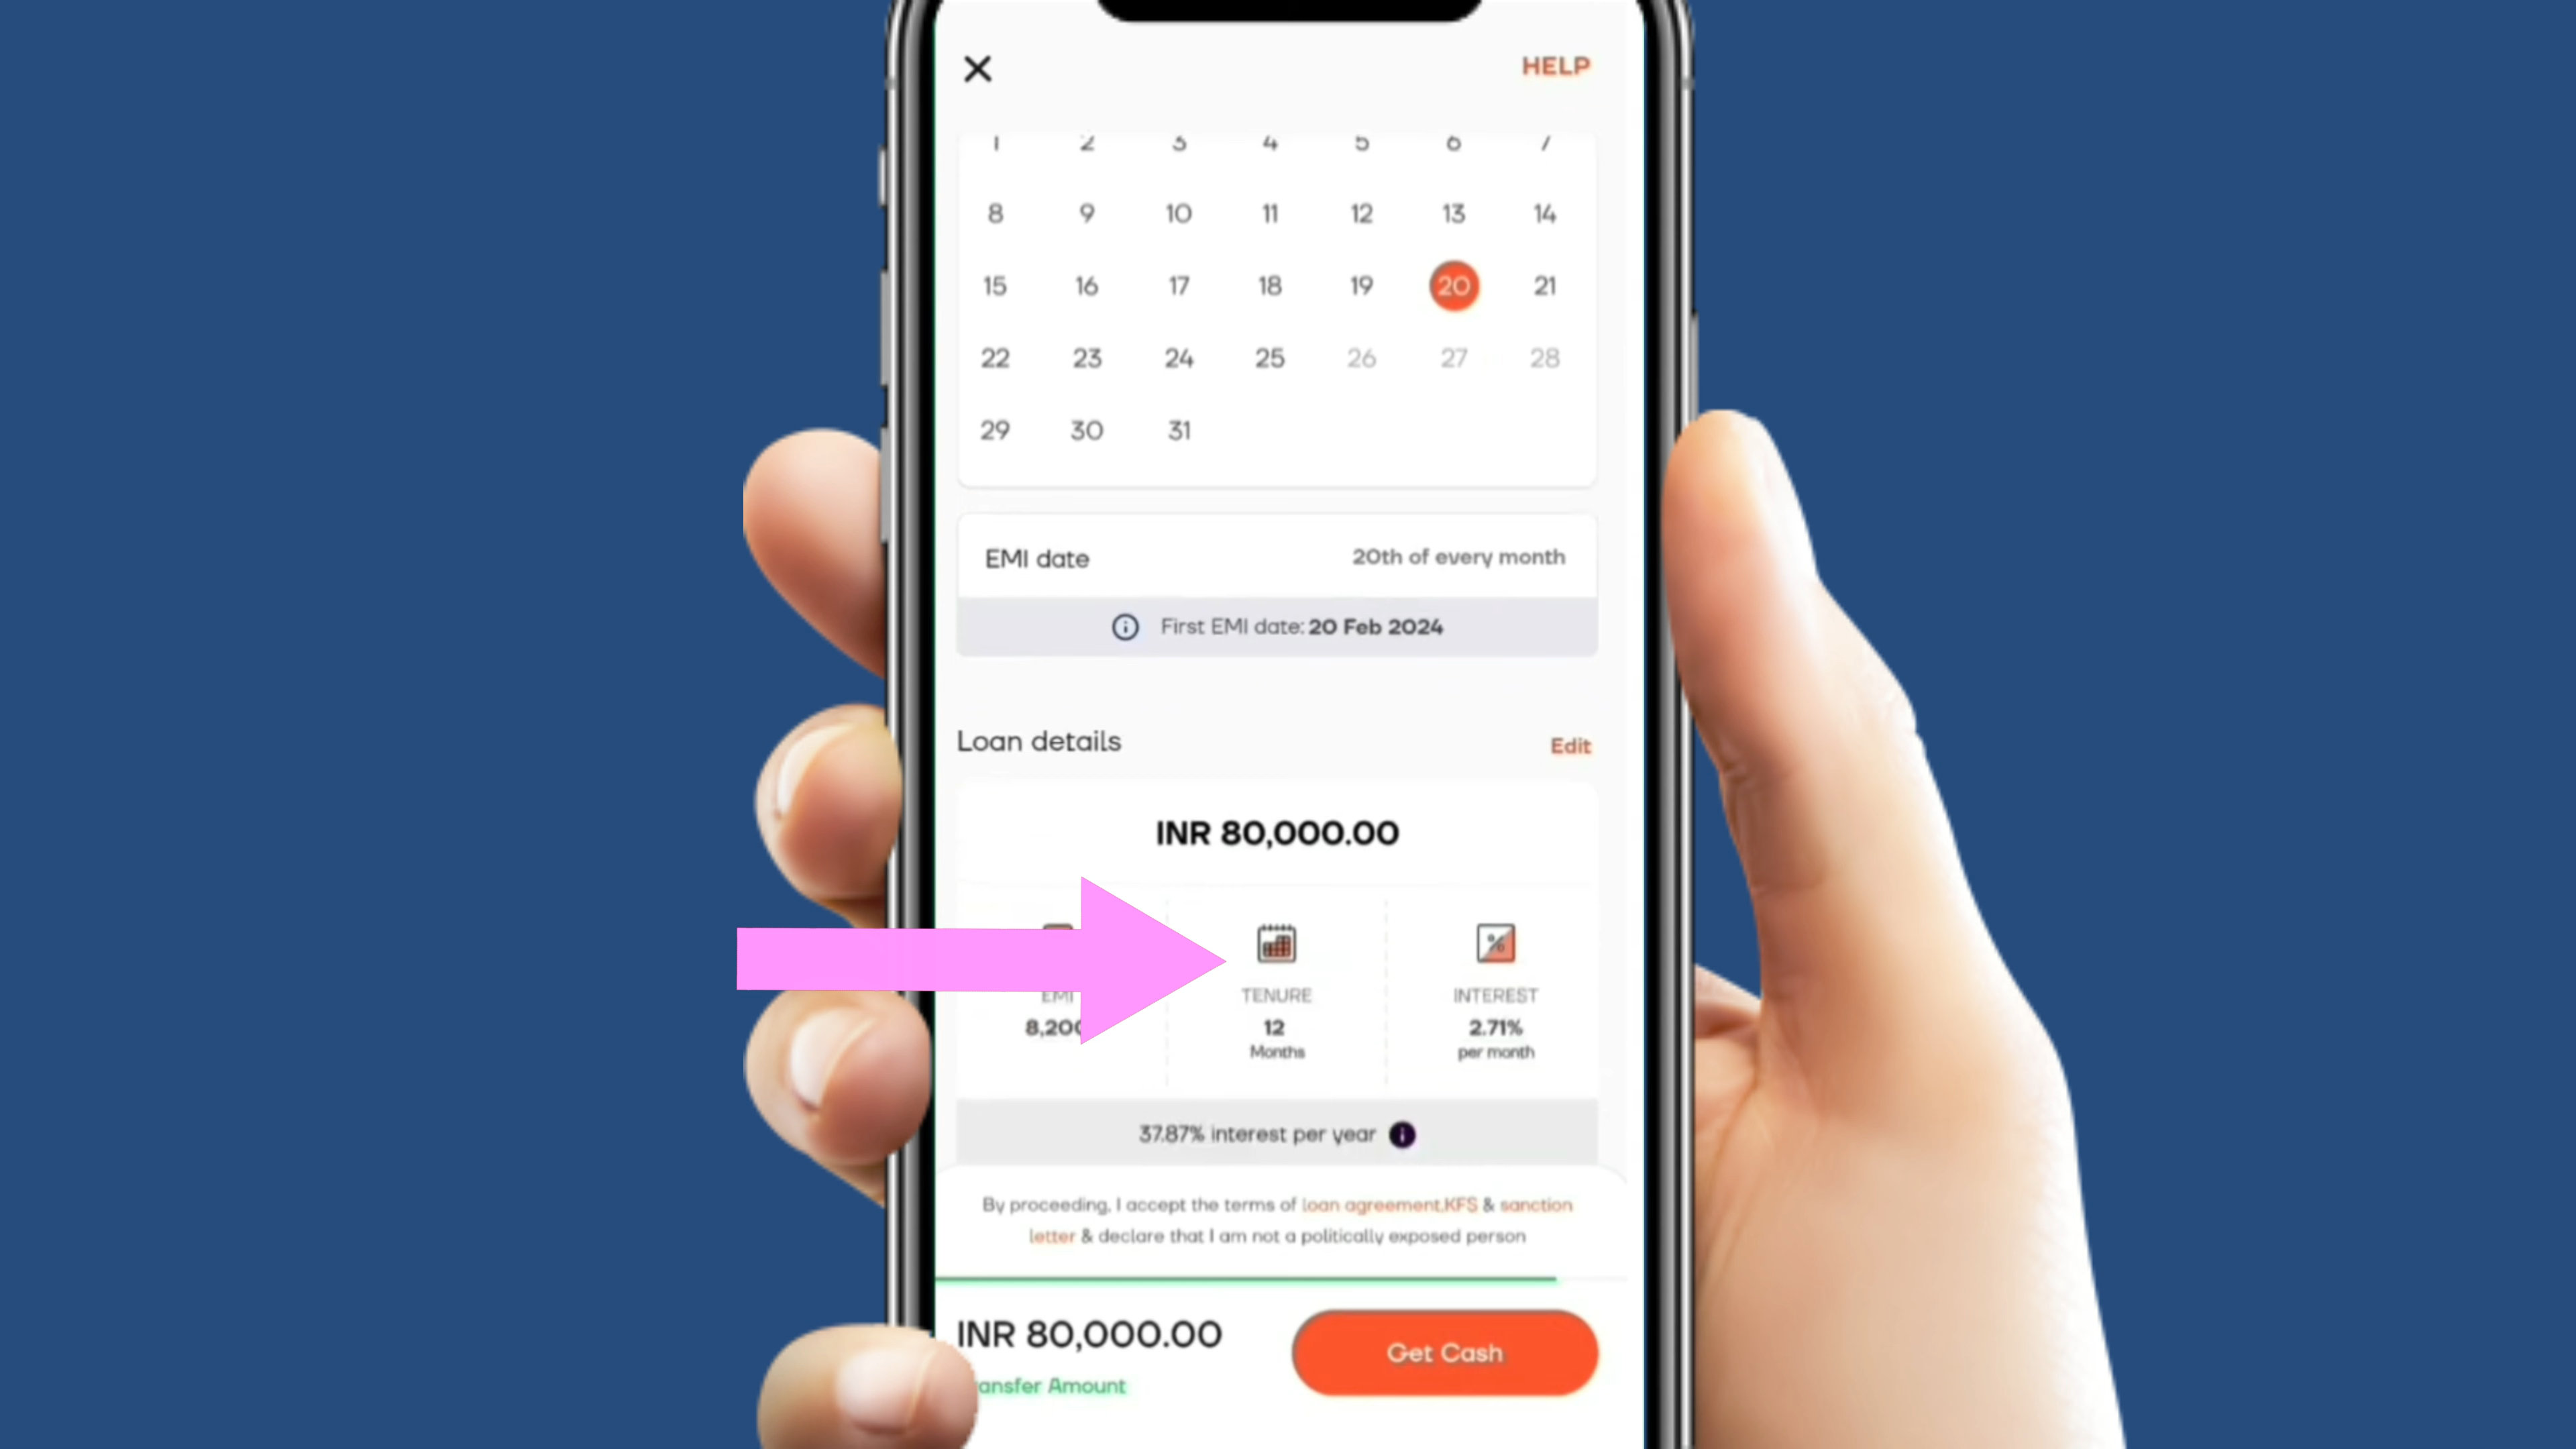 HELP
1 2 3 4 5 6 7
8 9 10 11 12 13 14
15 16 17 18 19 20 21
22 23 24 25 26 27 28
29 30 31
EMI date 20th of every month
First EMI date: 20 Feb 2024
Loan details Edit
INR 80,000.00
EMI TENURE INTEREST
8,200 12 2.71%
Months per month
37.87% interest per year
By proceeding, I accept the terms of loan agreement,KFS & sanction
letter & declare that I am not a politically exposed person
INR 80,000.00
Get Cash
ansfer Amount